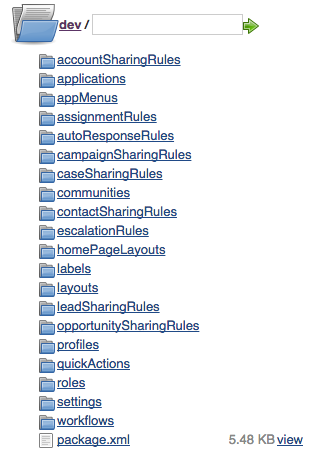 dev /
accountSharingRules
applications
appMenus
assignmentRules
autoResponseRules
campaignSharingRules
caseSharingRules
communities
contactSharingRules
escalationRules
homePageLayouts
labels
layouts
leadSharingRules
opportunitySharingRules
profiles
quickActions
roles
settings
workflows
package.xml 5.48 KB view